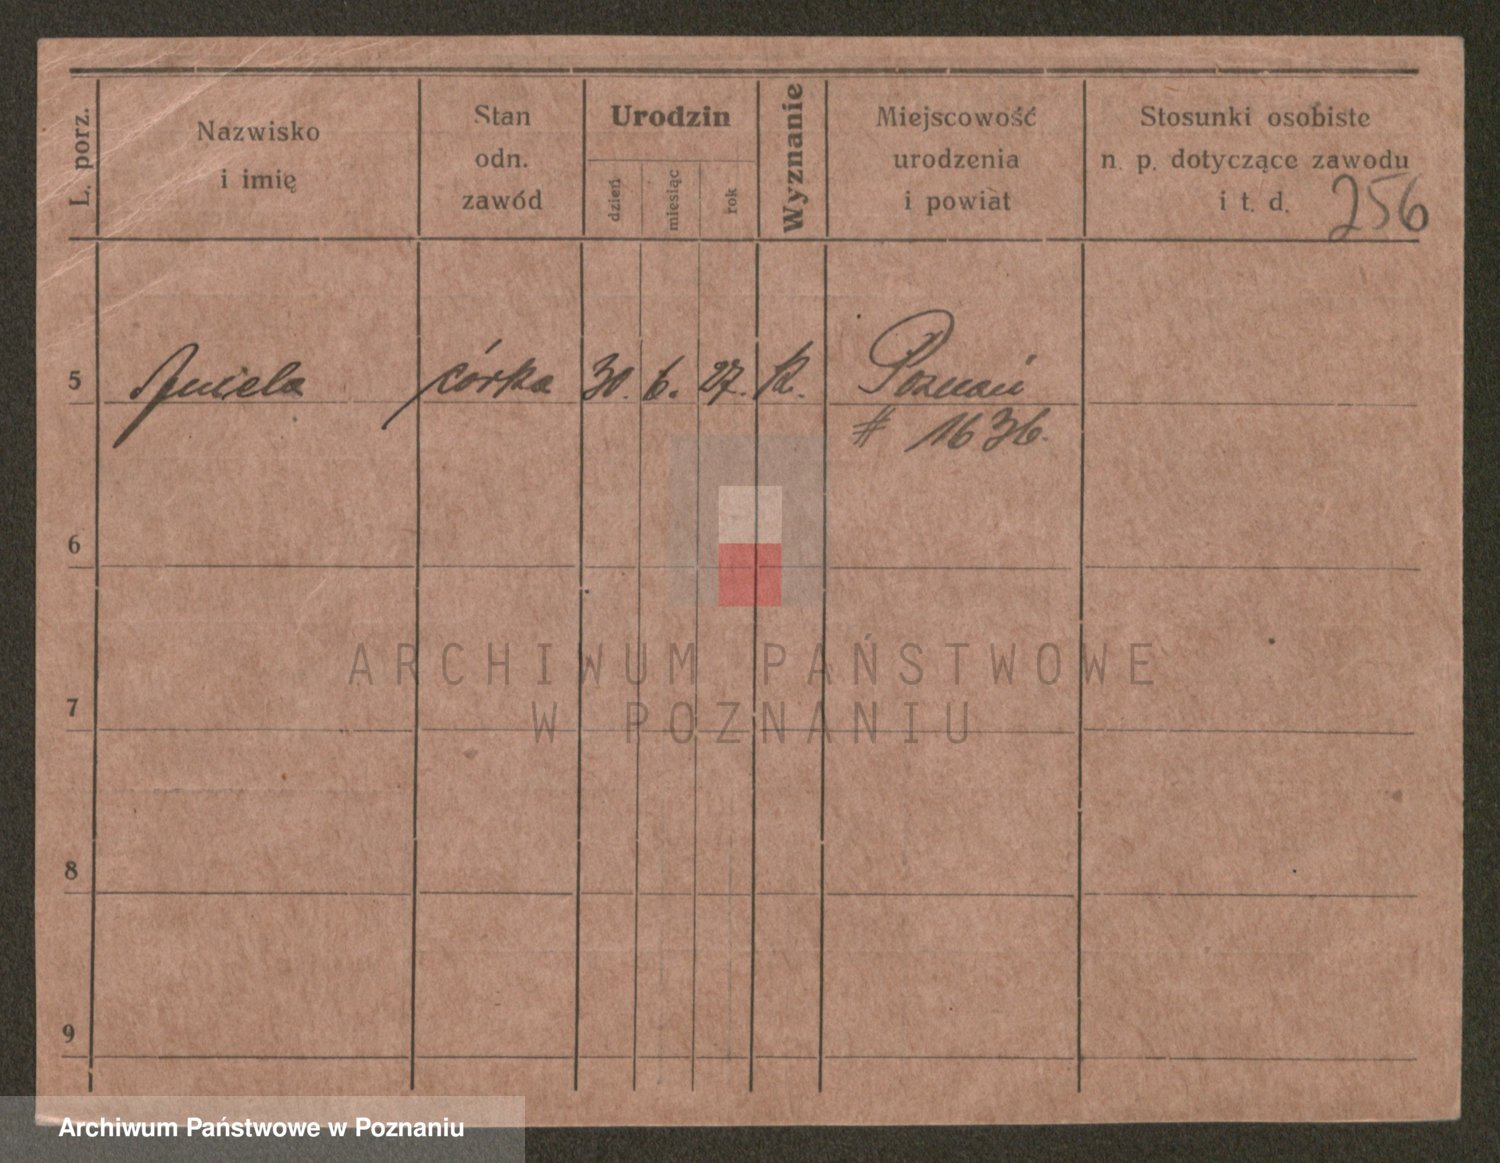 L. porz.
Nazwisko
i imię
Stan
odn.
zawód
Urodzin
dzień
miesiąc
rok
Wyznanie
Miejscowość
urodzenia
i powiat
Stosunki osobiste
n. p. dotyczące zawodu
i t. d.
256
5 Aniela córka 30. 6. 27. k. Poznań
# 1636.
6
ARCHIWUM PAŃSTWOWE
W POZNANIU
7
8
9
Archiwum Państwowe w Poznaniu